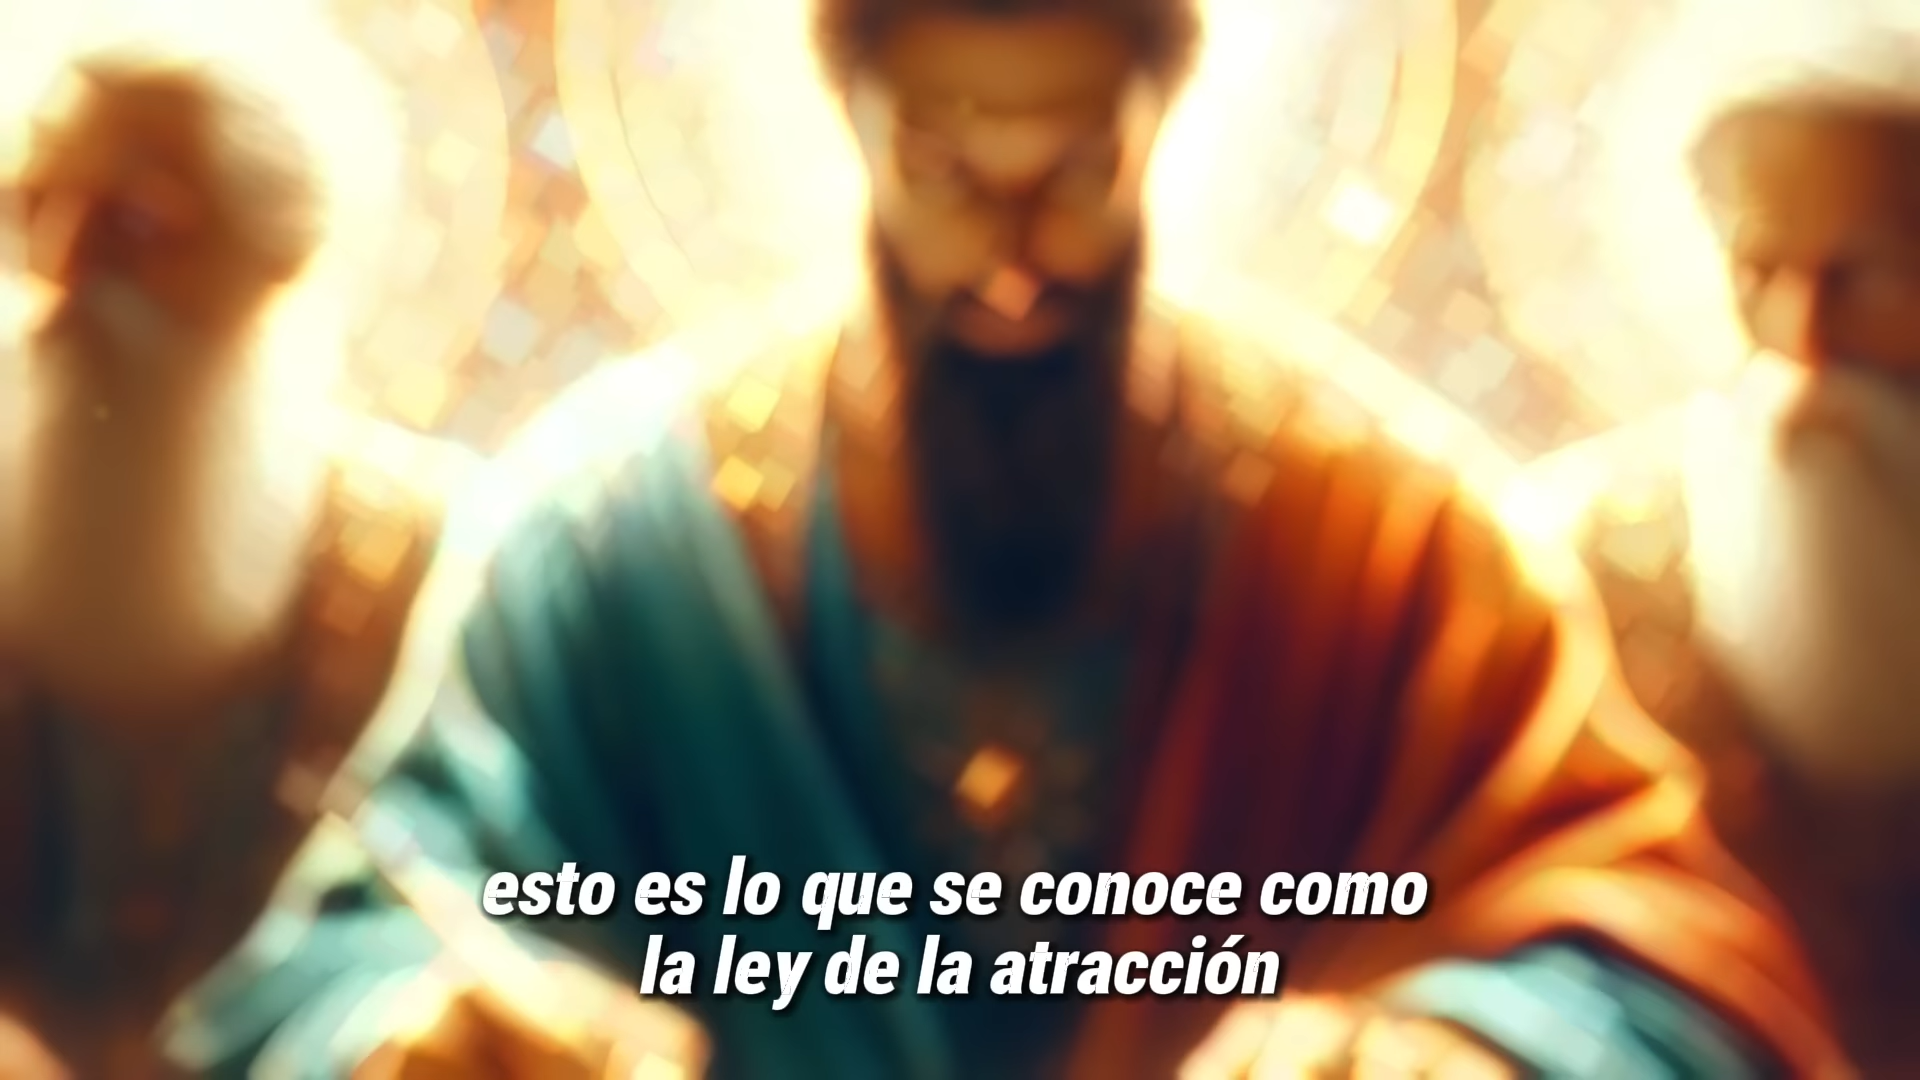 esto es lo que se conoce como
la ley de la atracción